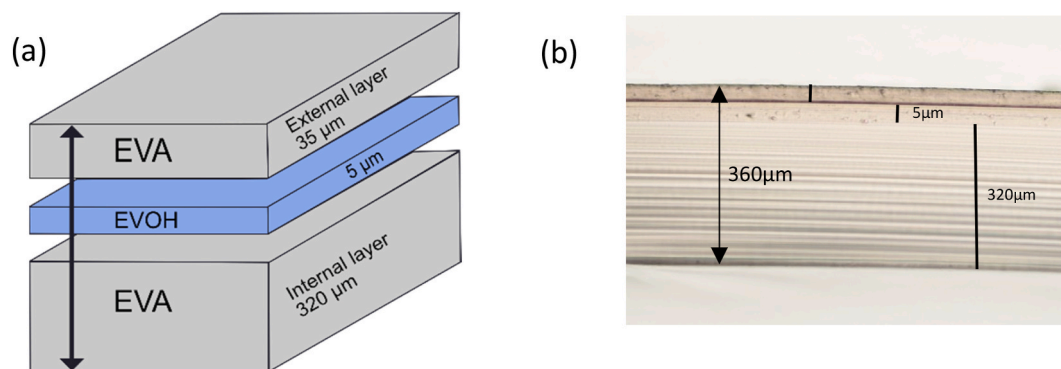 (a)
External layer
35 µm
EVA
5 µm
EVOH
Internal layer
320 µm
EVA
(b)
5µm
360µm
320µm